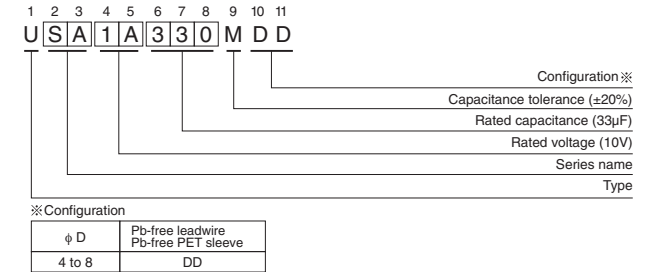 1 2 3 4 5 6 7 8 9 10 11
U S A 1 A 3 3 0 M D D
Configuration※
Capacitance tolerance (±20%)
Rated capacitance (33µF)
Rated voltage (10V)
Series name
Type
※Configuration
ϕ D Pb-free leadwire
Pb-free PET sleeve
4 to 8 DD